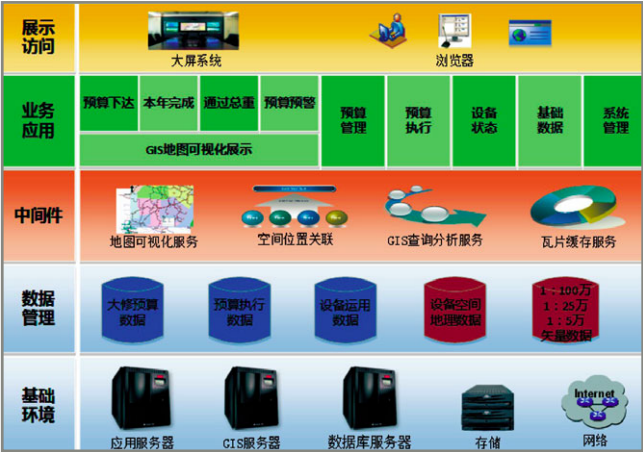 展示
访问
大屏系统
浏览器
业务
应用
预算下达
本年完成
通过总重
预算预警
GIS地图可视化展示
预算
管理
预算
执行
设备
状态
基础
数据
系统
管理
中间件
地图可视化服务
空间位置关联
GIS查询分析服务
瓦片缓存服务
数据
管理
大修预算
数据
预算执行
数据
设备运用
数据
设备空间
地理数据
1：100万
1：25万
1：5万
矢量数据
基础
环境
应用服务器
GIS服务器
数据库服务器
存储
Internet
网络